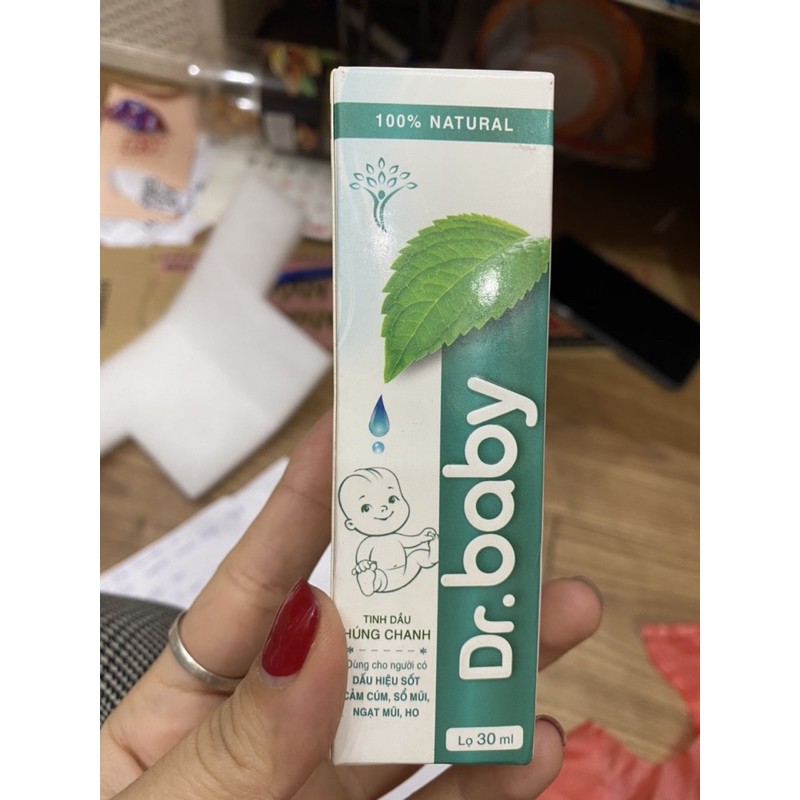 100% NATURAL
Dr.baby
TINH DẦU
HÚNG CHANH
Dùng cho người có
DẤU HIỆU SỐT
CẢM CÚM, SỔ MŨI,
NGẠT MŨI, HO
Lọ 30 ml